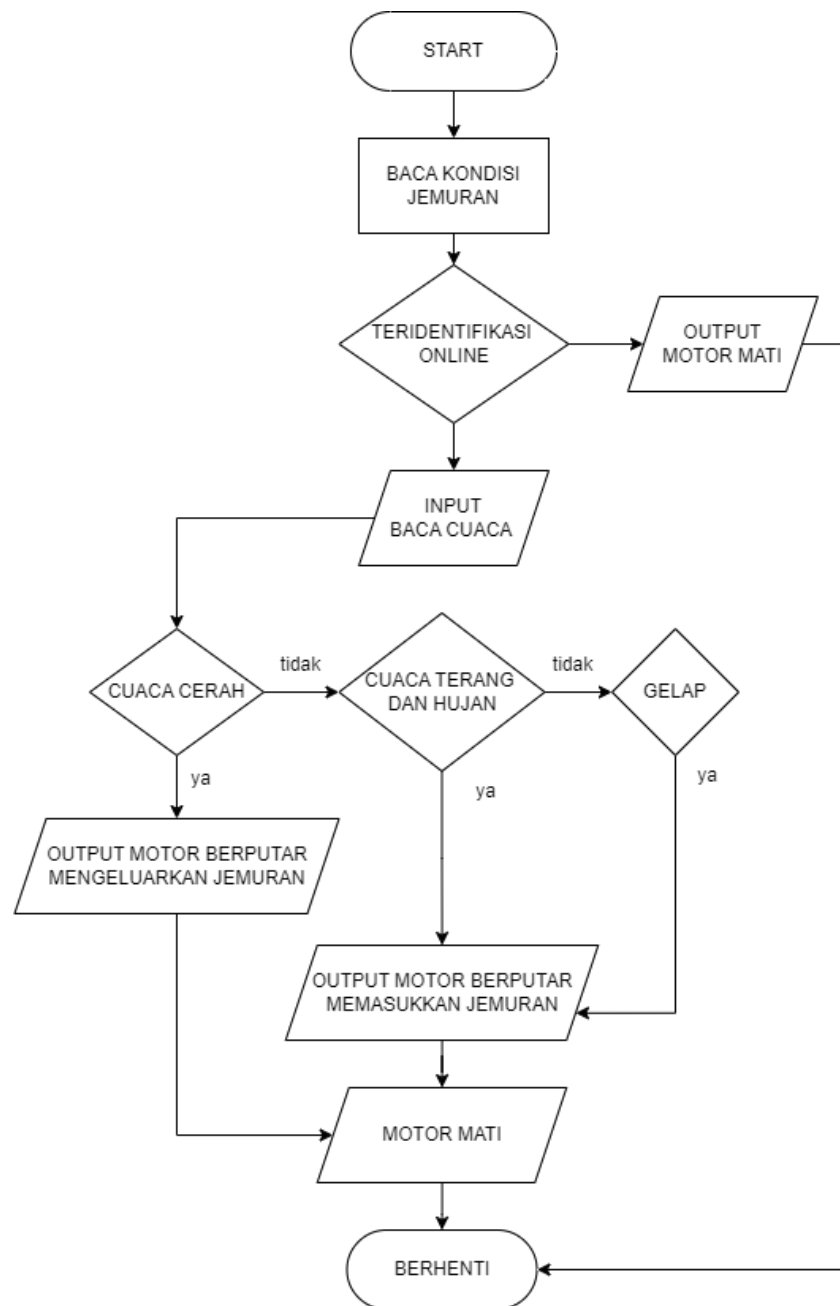 START
BACA KONDISI
JEMURAN
TERIDENTIFIKASI
ONLINE
OUTPUT
MOTOR MATI
INPUT
BACA CUACA
CUACA CERAH
tidak
CUACA TERANG
DAN HUJAN
tidak
GELAP
ya
ya
ya
OUTPUT MOTOR BERPUTAR
MENGELUARKAN JEMURAN
OUTPUT MOTOR BERPUTAR
MEMASUKKAN JEMURAN
MOTOR MATI
BERHENTI